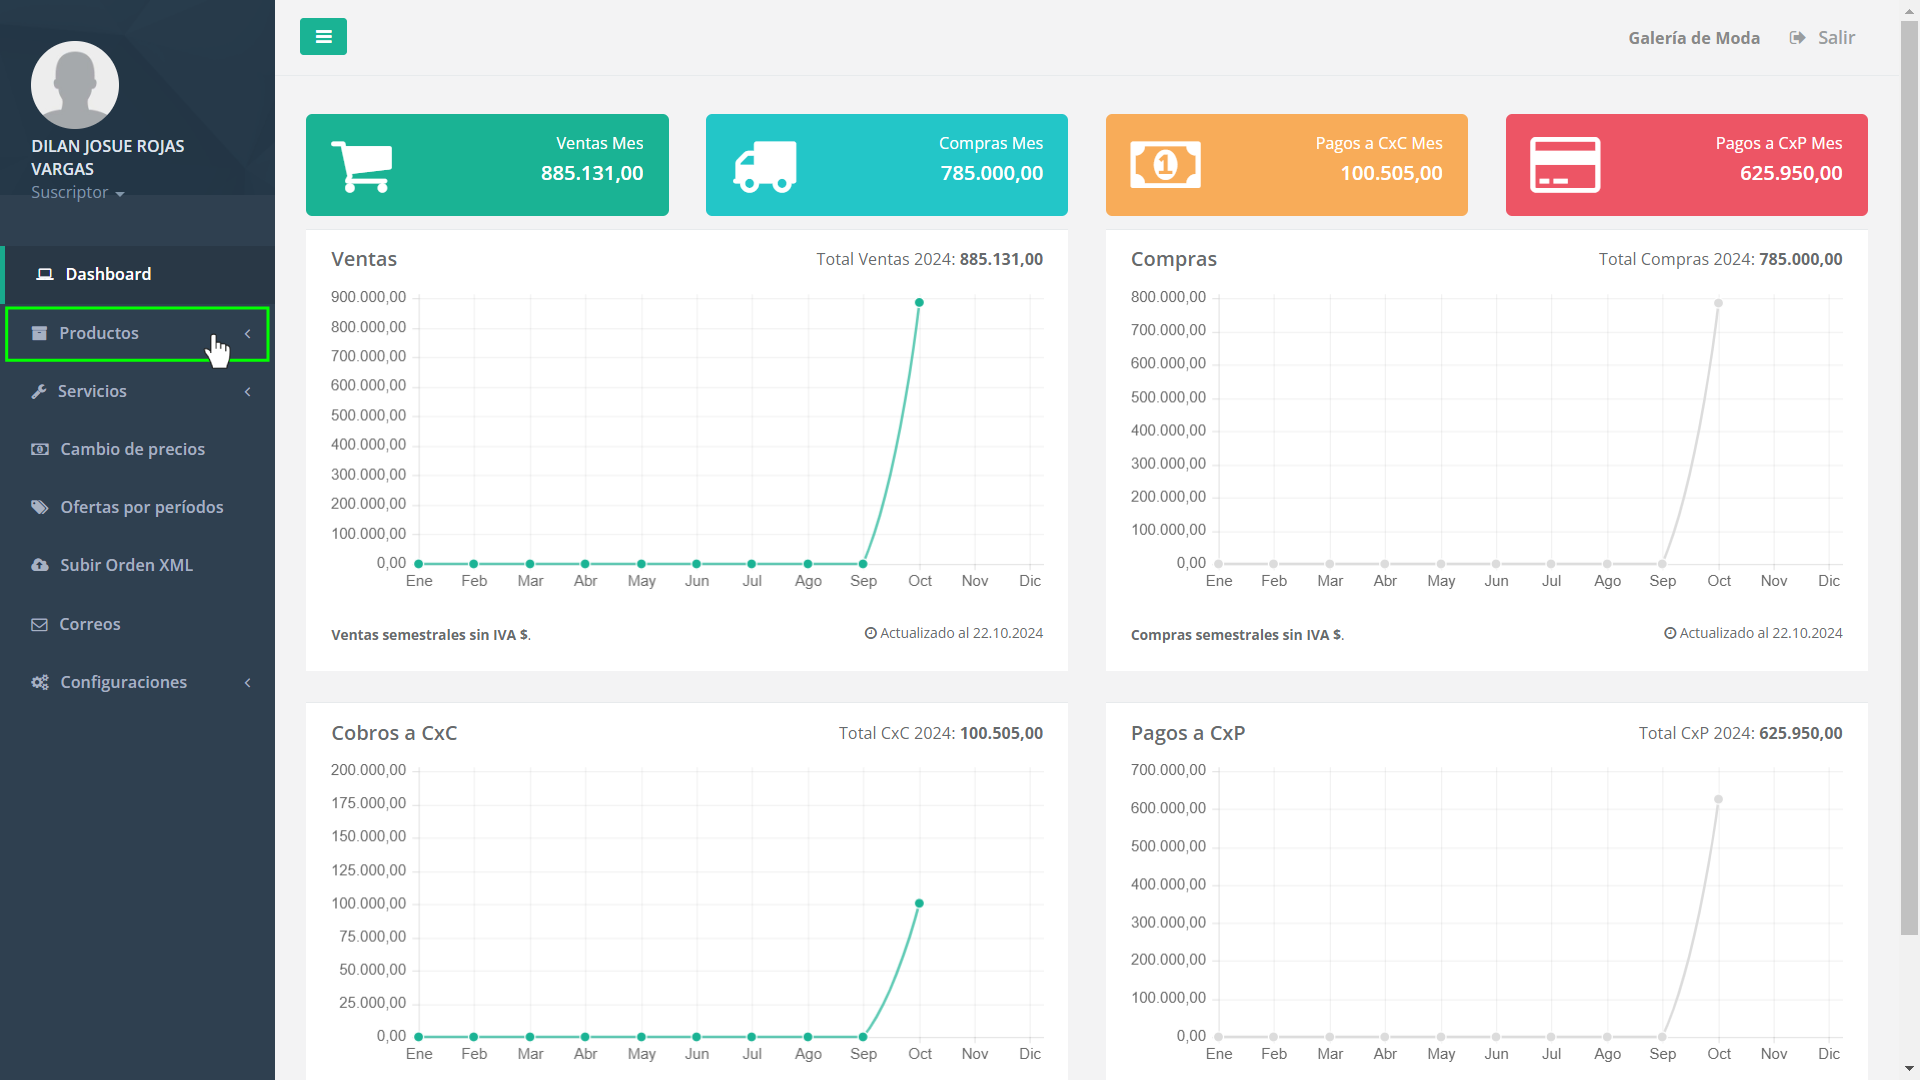 DILAN JOSUE ROJAS
VARGAS
Suscriptor
Dashboard
Productos
Servicios
Cambio de precios
Ofertas por períodos
Subir Orden XML
Correos
Configuraciones
Galería de Moda
Salir
Ventas Mes
885.131,00
Compras Mes
785.000,00
1
Pagos a CxC Mes
100.505,00
Pagos a CxP Mes
625.950,00
Ventas
Total Ventas 2024: 885.131,00
900.000,00
800.000,00
700.000,00
600.000,00
500.000,00
400.000,00
300.000,00
200.000,00
100.000,00
0,00
Ene Feb Mar Abr May Jun Jul Ago Sep Oct Nov Dic
Ventas semestrales sin IVA $.
Actualizado al 22.10.2024
Compras
Total Compras 2024: 785.000,00
800.000,00
700.000,00
600.000,00
500.000,00
400.000,00
300.000,00
200.000,00
100.000,00
0,00
Ene Feb Mar Abr May Jun Jul Ago Sep Oct Nov Dic
Compras semestrales sin IVA $.
Actualizado al 22.10.2024
Cobros a CxC
Total CxC 2024: 100.505,00
200.000,00
175.000,00
150.000,00
125.000,00
100.000,00
75.000,00
50.000,00
25.000,00
0,00
Ene Feb Mar Abr May Jun Jul Ago Sep Oct Nov Dic
Pagos a CxP
Total CxP 2024: 625.950,00
700.000,00
600.000,00
500.000,00
400.000,00
300.000,00
200.000,00
100.000,00
0,00
Ene Feb Mar Abr May Jun Jul Ago Sep Oct Nov Dic